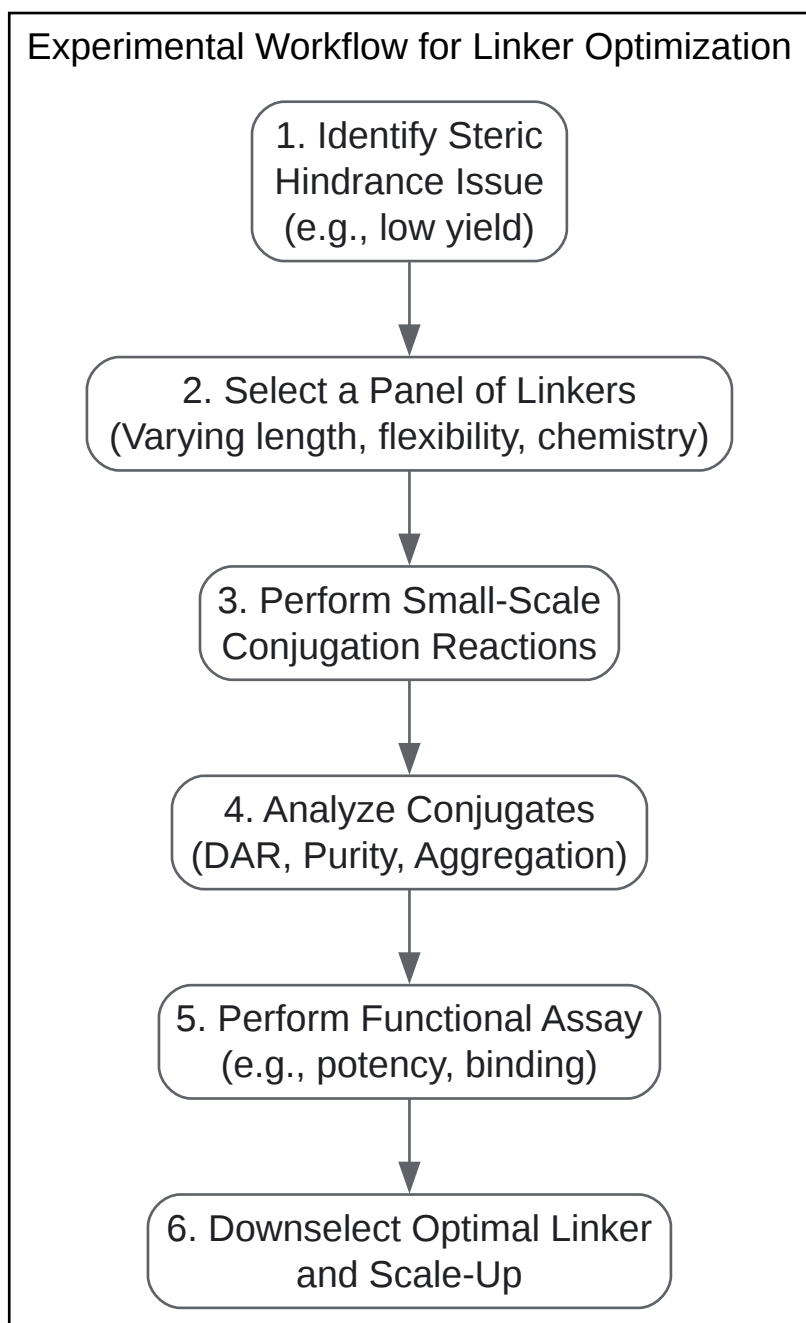 Experimental Workflow for Linker Optimization
1. Identify Steric
Hindrance Issue
(e.g., low yield)
2. Select a Panel of Linkers
(Varying length, flexibility, chemistry)
3. Perform Small-Scale
Conjugation Reactions
4. Analyze Conjugates
(DAR, Purity, Aggregation)
5. Perform Functional Assay
(e.g., potency, binding)
6. Downselect Optimal Linker
and Scale-Up